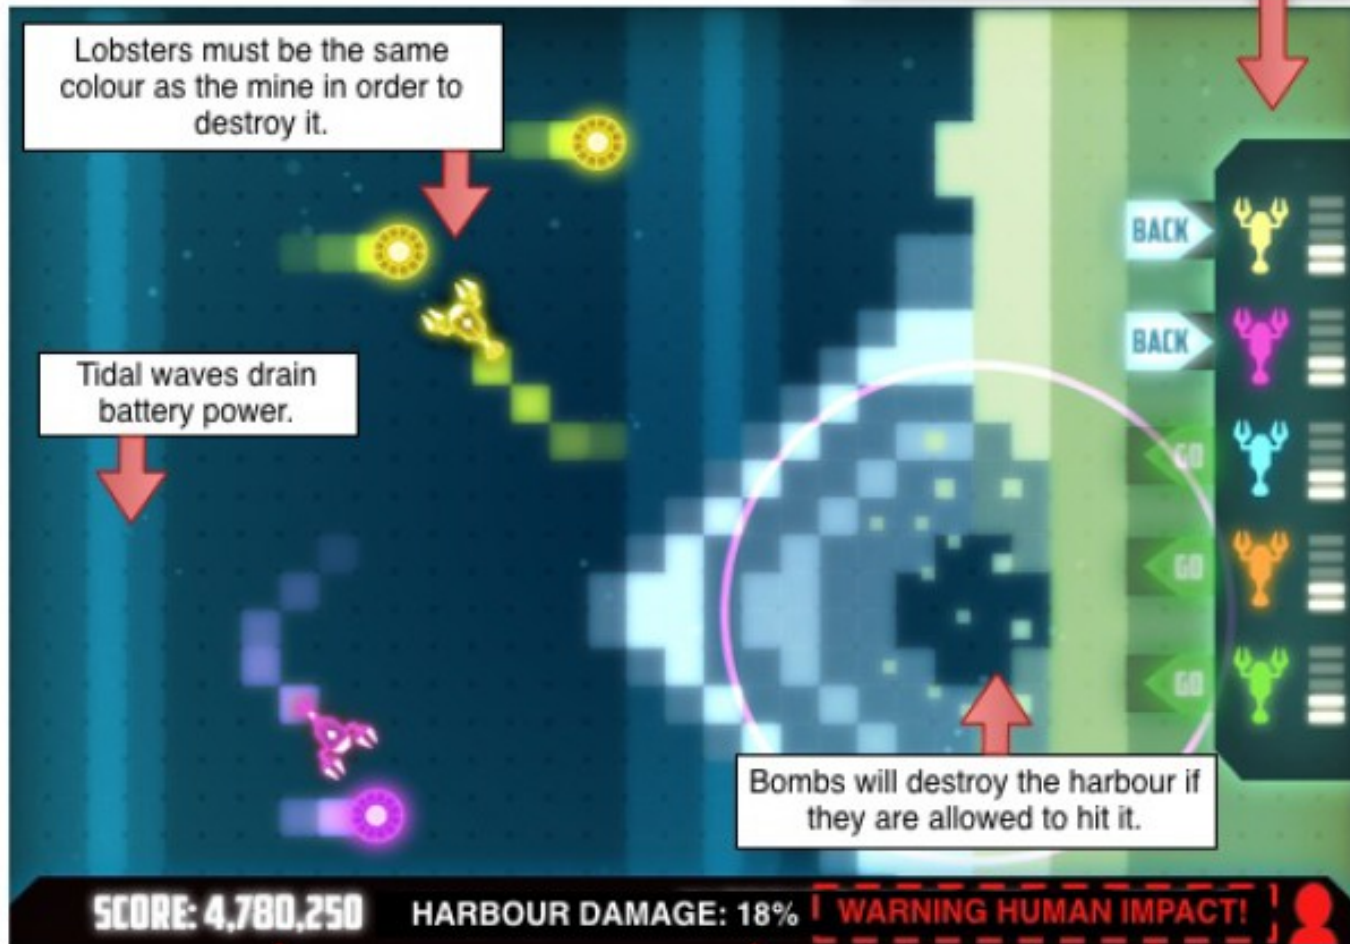 Lobsters must be the same
colour as the mine in order to
destroy it.
BACK
BACK
Tidal waves drain
battery power.
GO
GO
GO
Bombs will destroy the harbour if
they are allowed to hit it.
SCORE: 4,780,250 HARBOUR DAMAGE: 18% WARNING HUMAN IMPACT!